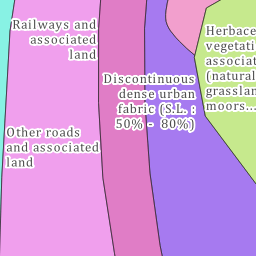 Railways and
associated
land
Discontinuous
dense urban
fabric (S.L. :
50% - 80%)
Herbace
vegetati
associat
(natural
grasslan
moors...
Other roads
and associated
land